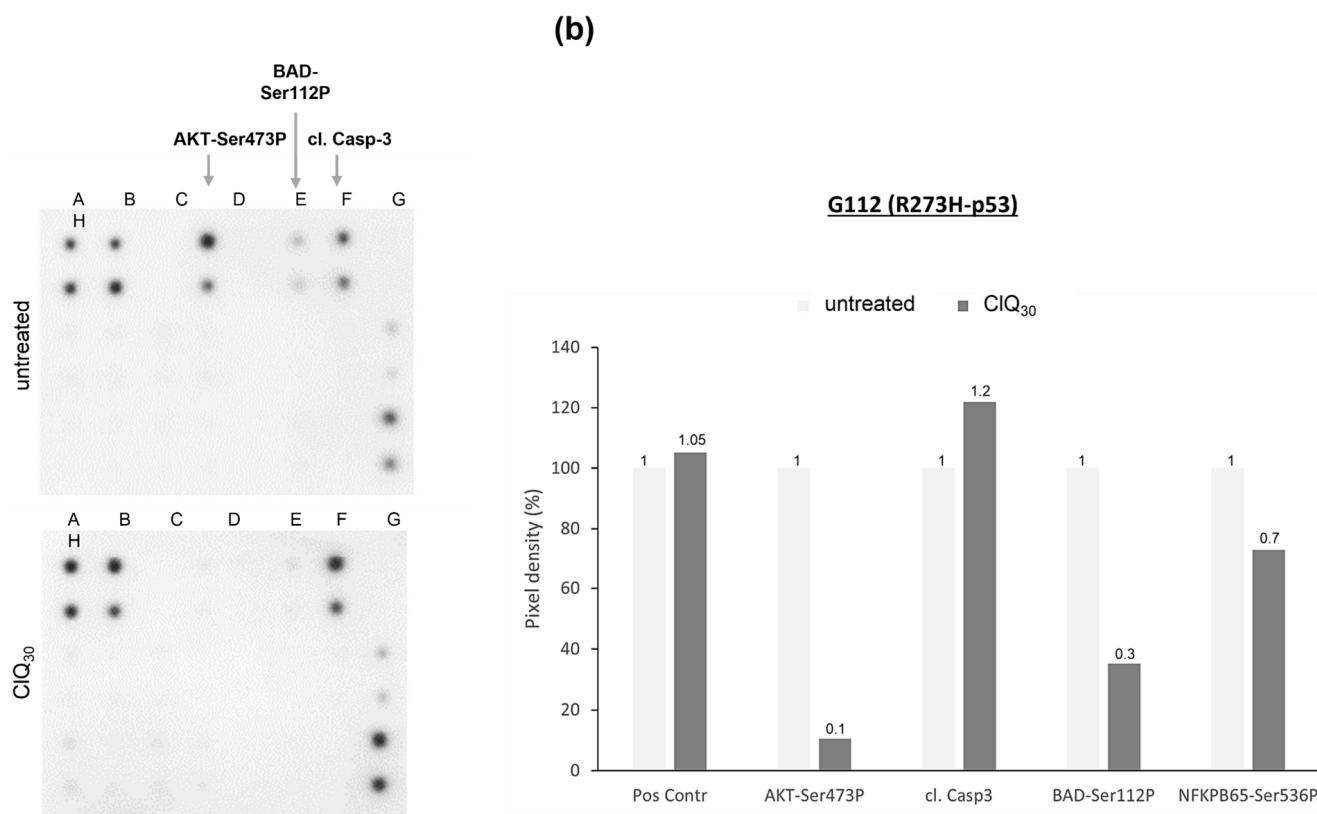 (b)
BAD-
Ser112P
AKT-Ser473P cl. Casp-3
A B C D E F G
H
untreated
A B C D E F G
H
ClQ30
G112 (R273H-p53)
untreated ClQ30
Pixel density (%)
140
120
100
80
60
40
20
0
1 1.05 1 0.1 1 1.2 1 0.3 1 0.7
Pos Contr AKT-Ser473P cl. Casp3 BAD-Ser112P NFKPB65-Ser536P